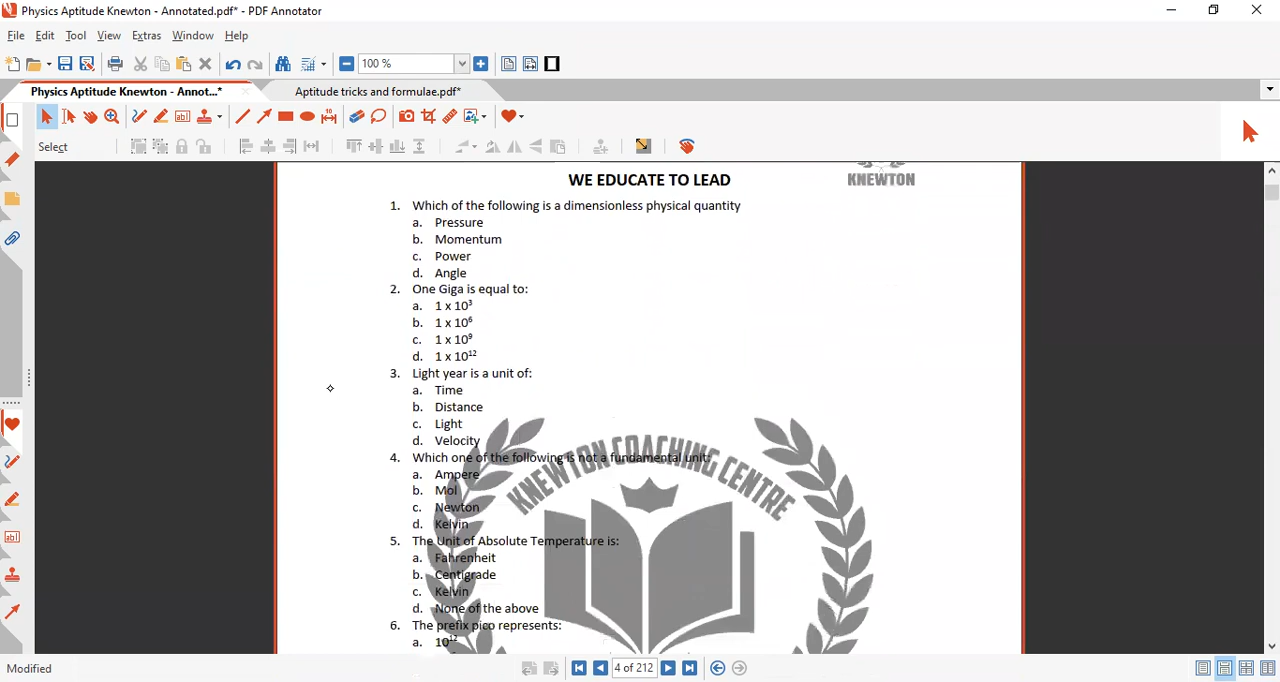 Physics Aptitude Knewton - Annotated.pdf* - PDF Annotator
File Edit Tool View Extras Window Help
100 %
Physics Aptitude Knewton - Annot...* Aptitude tricks and formulae.pdf*
Select
WE EDUCATE TO LEAD
KNEWTON
1. Which of the following is a dimensionless physical quantity
a. Pressure
b. Momentum
c. Power
d. Angle
2. One Giga is equal to:
a. 1 x 10³
b. 1 x 10⁶
c. 1 x 10⁹
d. 1 x 10¹²
3. Light year is a unit of:
a. Time
b. Distance
c. Light
d. Velocity
4. Which one of the following is not a fundamental unit:
a. Ampere
b. Mol
c. Newton
d. Kelvin
KNEWTON COACHING CENTRE
5. The Unit of Absolute Temperature is:
a. Fahrenheit
b. Centigrade
c. Kelvin
d. None of the above
6. The prefix pico represents:
a. 10¹²
Modified
4 of 212